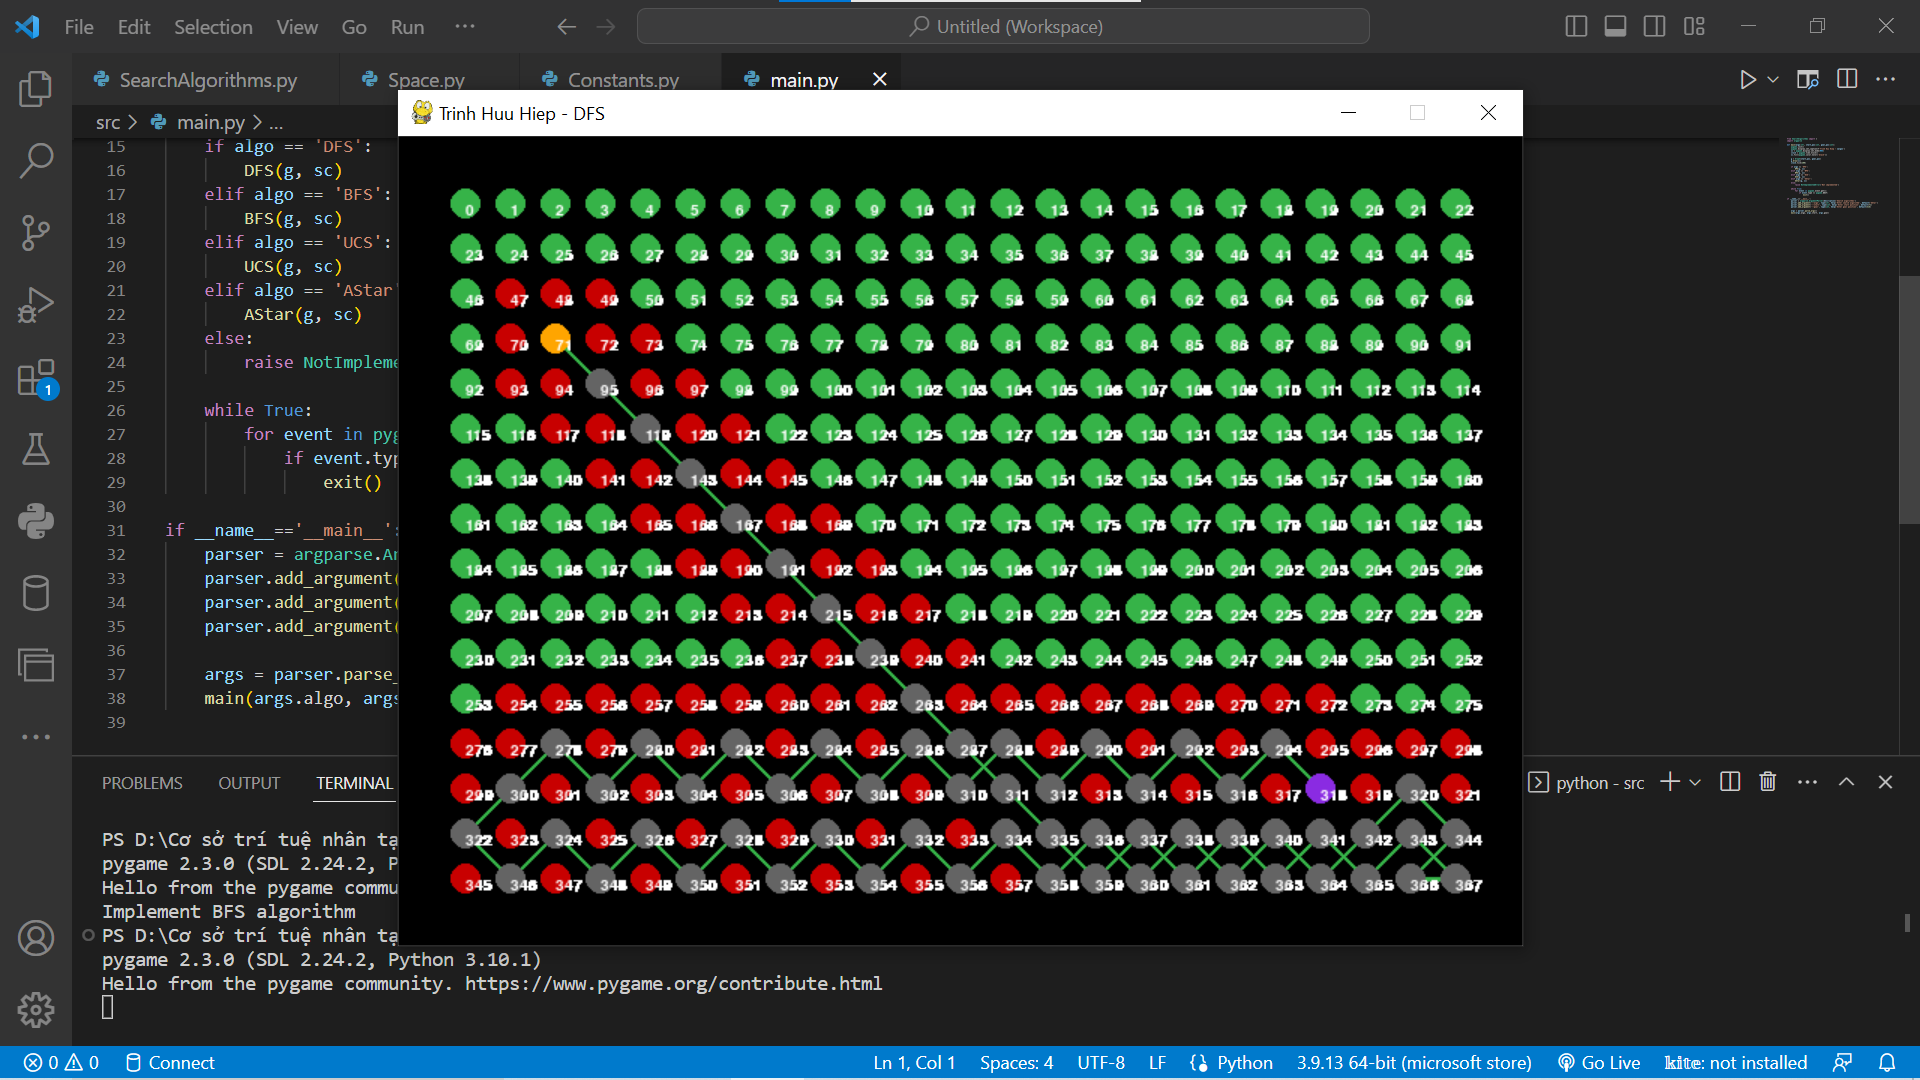 File Edit Selection View Go Run ··· Untitled (Workspace)
SearchAlgorithms.py Space.py Constants.py main.py
src > main.py > ...
Trinh Huu Hiep - DFS
15 if algo == 'DFS':
16 DFS(g, sc)
17 elif algo == 'BFS':
18 BFS(g, sc)
19 elif algo == 'UCS':
20 UCS(g, sc)
21 elif algo == 'AStar'
22 AStar(g, sc)
23 else:
24 raise NotImpleme
25
26 while True:
27 for event in pyg
28 if event.typ
29 exit()
30
31 if __name__=='__main__':
32 parser = argparse.Ar
33 parser.add_argument(
34 parser.add_argument(
35 parser.add_argument(
36
37 args = parser.parse_
38 main(args.algo, args
39
0 1 2 3 4 5 6 7 8 9 10 11 12 13 14 15 16 17 18 19 20 21 22
23 24 25 26 27 28 29 30 31 32 33 34 35 36 37 38 39 40 41 42 43 44 45
46 47 48 49 50 51 52 53 54 55 56 57 58 59 60 61 62 63 64 65 66 67 68
69 70 71 72 73 74 75 76 77 78 79 80 81 82 83 84 85 86 87 88 89 90 91
92 93 94 95 96 97 98 99 100 101 102 103 104 105 106 107 108 109 110 111 112 113 114
115 116 117 118 119 120 121 122 123 124 125 126 127 128 129 130 131 132 133 134 135 136 137
138 139 140 141 142 143 144 145 146 147 148 149 150 151 152 153 154 155 156 157 158 159 160
161 162 163 164 165 166 167 168 169 170 171 172 173 174 175 176 177 178 179 180 181 182 183
184 185 186 187 188 189 190 191 192 193 194 195 196 197 198 199 200 201 202 203 204 205 206
207 208 209 210 211 212 213 214 215 216 217 218 219 220 221 222 223 224 225 226 227 228 229
230 231 232 233 234 235 236 237 238 239 240 241 242 243 244 245 246 247 248 249 250 251 252
253 254 255 256 257 258 259 260 261 262 263 264 265 266 267 268 269 270 271 272 273 274 275
276 277 278 279 280 281 282 283 284 285 286 287 288 289 290 291 292 293 294 295 296 297 298
299 300 301 302 303 304 305 306 307 308 309 310 311 312 313 314 315 316 317 318 319 320 321
322 323 324 325 326 327 328 329 330 331 332 333 334 335 336 337 338 339 340 341 342 343 344
345 346 347 348 349 350 351 352 353 354 355 356 357 358 359 360 361 362 363 364 365 366 367
1
PROBLEMS OUTPUT TERMINAL python - src
PS D:\Cơ sở trí tuệ nhân tạ
pygame 2.3.0 (SDL 2.24.2, P
Hello from the pygame commu
Implement BFS algorithm
PS D:\Cơ sở trí tuệ nhân tạ
pygame 2.3.0 (SDL 2.24.2, Python 3.10.1)
Hello from the pygame community. https://www.pygame.org/contribute.html
0 0 Connect Ln 1, Col 1 Spaces: 4 UTF-8 LF Python 3.9.13 64-bit (microsoft store) Go Live kite: not installed